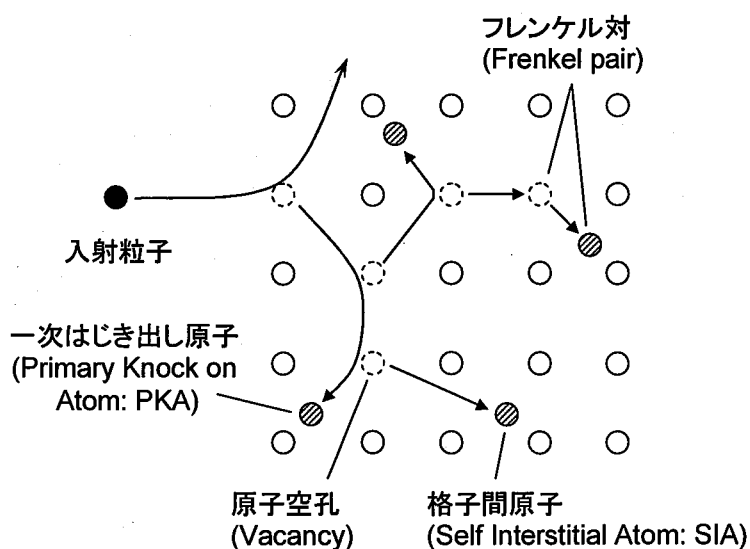 フレンケル対
(Frenkel pair)
入射粒子
一次はじき出し原子
(Primary Knock on
Atom: PKA)
原子空孔
(Vacancy)
格子間原子
(Self Interstitial Atom: SIA)